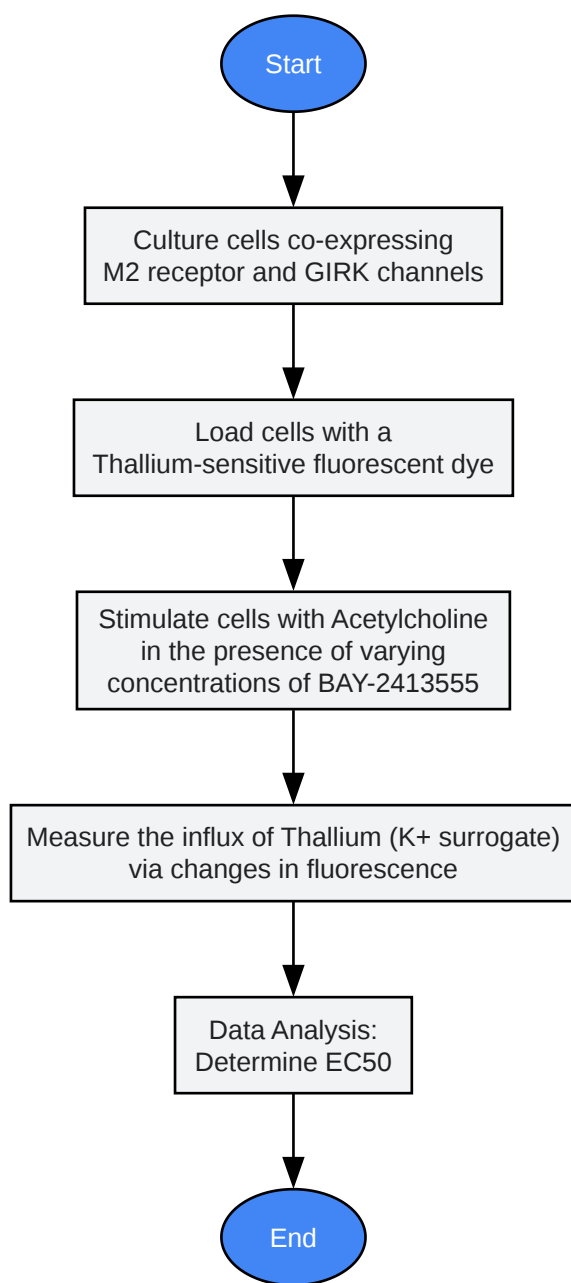 Start
Culture cells co-expressing
M2 receptor and GIRK channels
Load cells with a
Thallium-sensitive fluorescent dye
Stimulate cells with Acetylcholine
in the presence of varying
concentrations of BAY-2413555
Measure the influx of Thallium (K+ surrogate)
via changes in fluorescence
Data Analysis:
Determine EC50
End